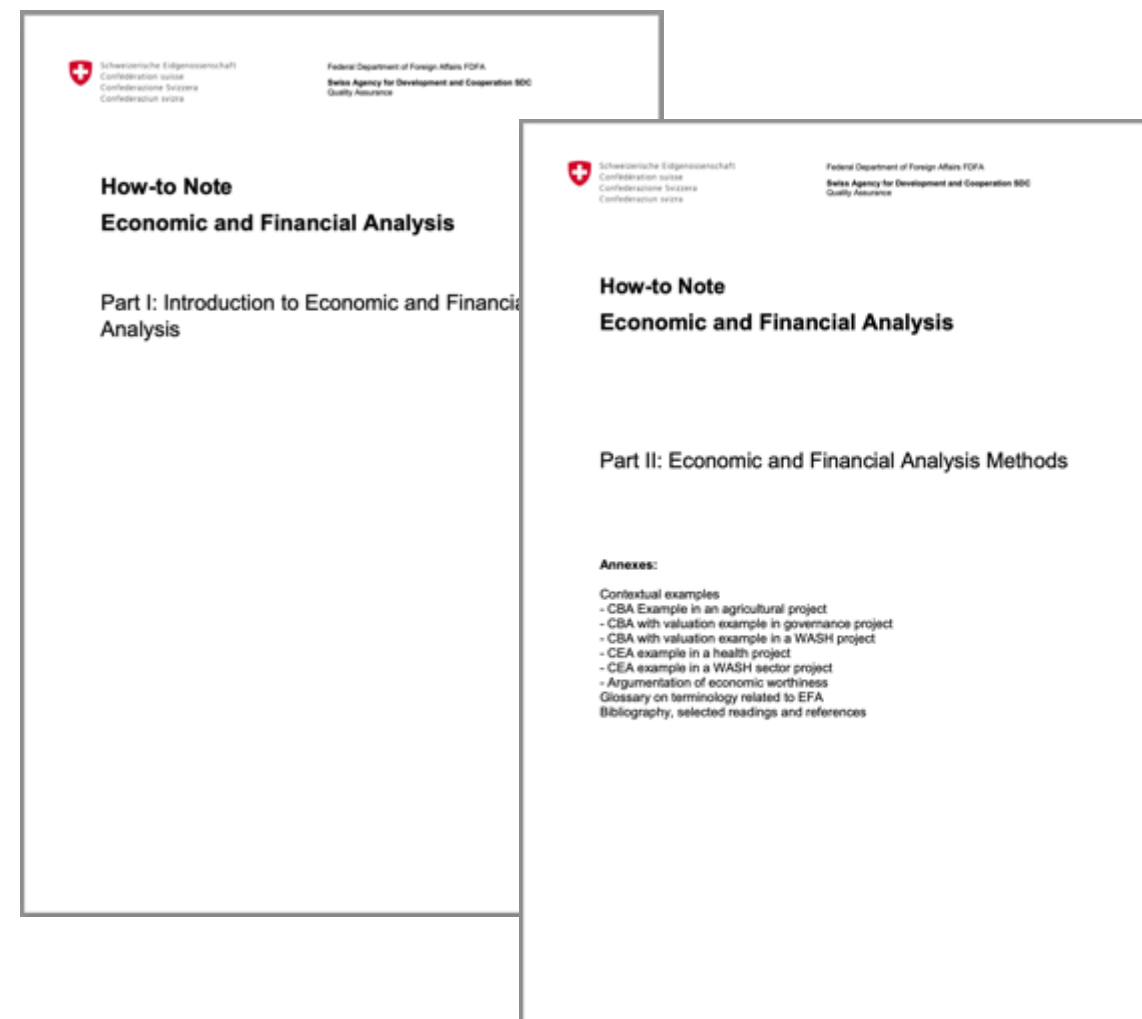 Schweizerische Eidgenossenschaft
Confédération suisse
Confederazione Svizzera
Confederaziun svizra
Federal Department of Foreign Affairs FDFA
Swiss Agency for Development and Cooperation SDC
Quality Assurance
How-to Note
Economic and Financial Analysis
Part I: Introduction to Economic and Financia
Analysis
Schweizerische Eidgenossenschaft
Confédération suisse
Confederazione Svizzera
Confederaziun svizra
Federal Department of Foreign Affairs FDFA
Swiss Agency for Development and Cooperation SDC
Quality Assurance
How-to Note
Economic and Financial Analysis
Part II: Economic and Financial Analysis Methods
Annexes:
Contextual examples
- CBA Example in an agricultural project
- CBA with valuation example in governance project
- CBA with valuation example in a WASH project
- CEA example in a health project
- CEA example in a WASH sector project
- Argumentation of economic worthiness
Glossary on terminology related to EFA
Bibliography, selected readings and references